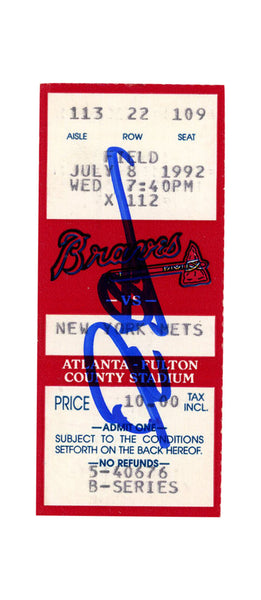 113 22 109
AISLE ROW SEAT
FIELD
JULY 8 1992
WED 7:40PM
X 112
Braves
VS
NEW YORK METS
ATLANTA-FULTON
COUNTY STADIUM
PRICE 10.00 TAX INCL.
ADMIT ONE
SUBJECT TO THE CONDITIONS
SETFORTH ON THE BACK HEREOF.
NO REFUNDS
5-40676
B-SERIES